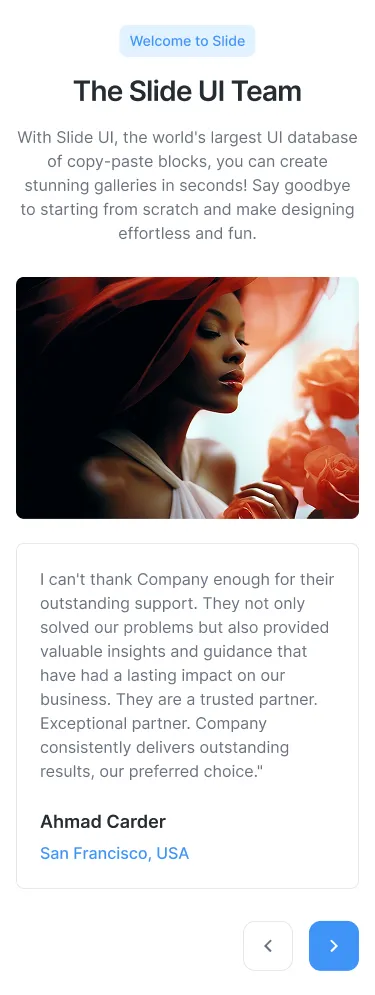 Welcome to Slide
The Slide UI Team
With Slide UI, the world's largest UI database
of copy-paste blocks, you can create
stunning galleries in seconds! Say goodbye
to starting from scratch and make designing
effortless and fun.
I can't thank Company enough for their
outstanding support. They not only
solved our problems but also provided
valuable insights and guidance that
have had a lasting impact on our
business. They are a trusted partner.
Exceptional partner. Company
consistently delivers outstanding
results, our preferred choice."
Ahmad Carder
San Francisco, USA